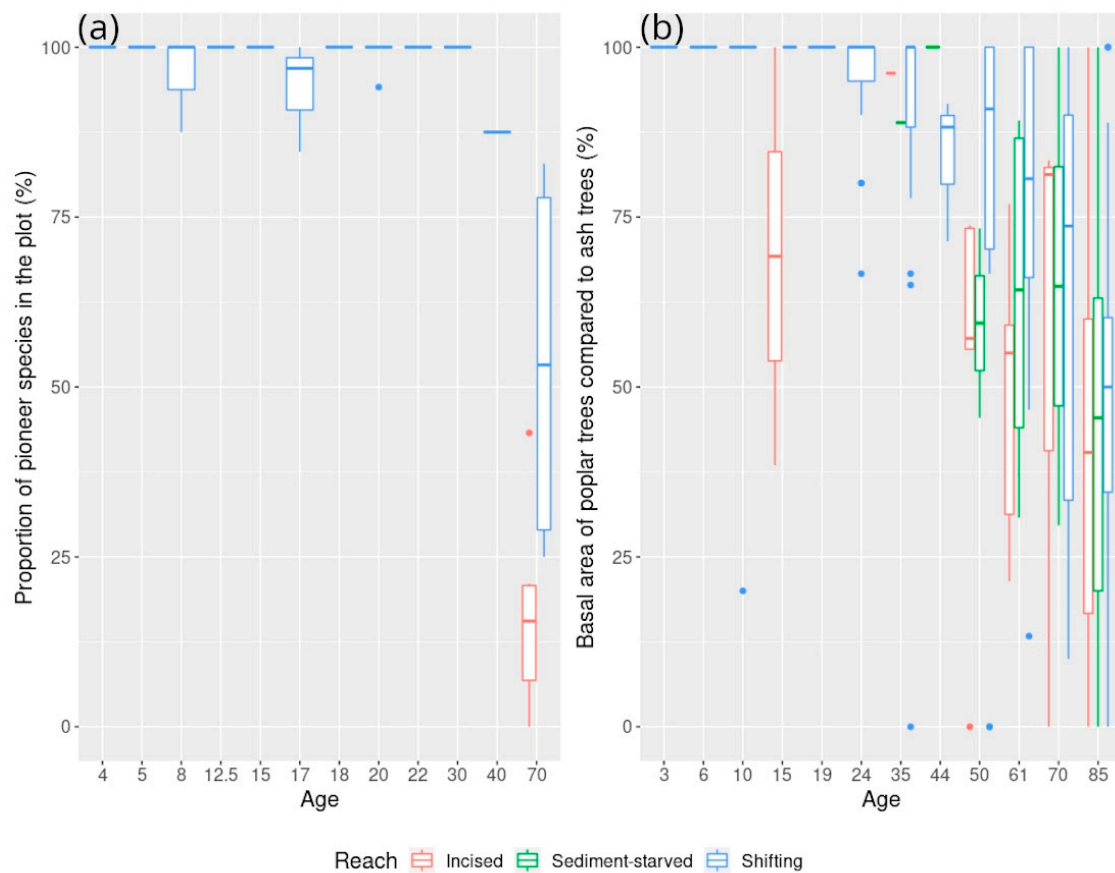 (a)
Proportion of pioneer species in the plot (%)
100
75
50
25
0
4 5 8 12.5 15 17 18 20 22 30 40 70
Age
(b)
Basal area of poplar trees compared to ash trees (%)
100
75
50
25
0
3 6 10 15 19 24 35 44 50 61 70 85
Age
Reach Incised Sediment-starved Shifting